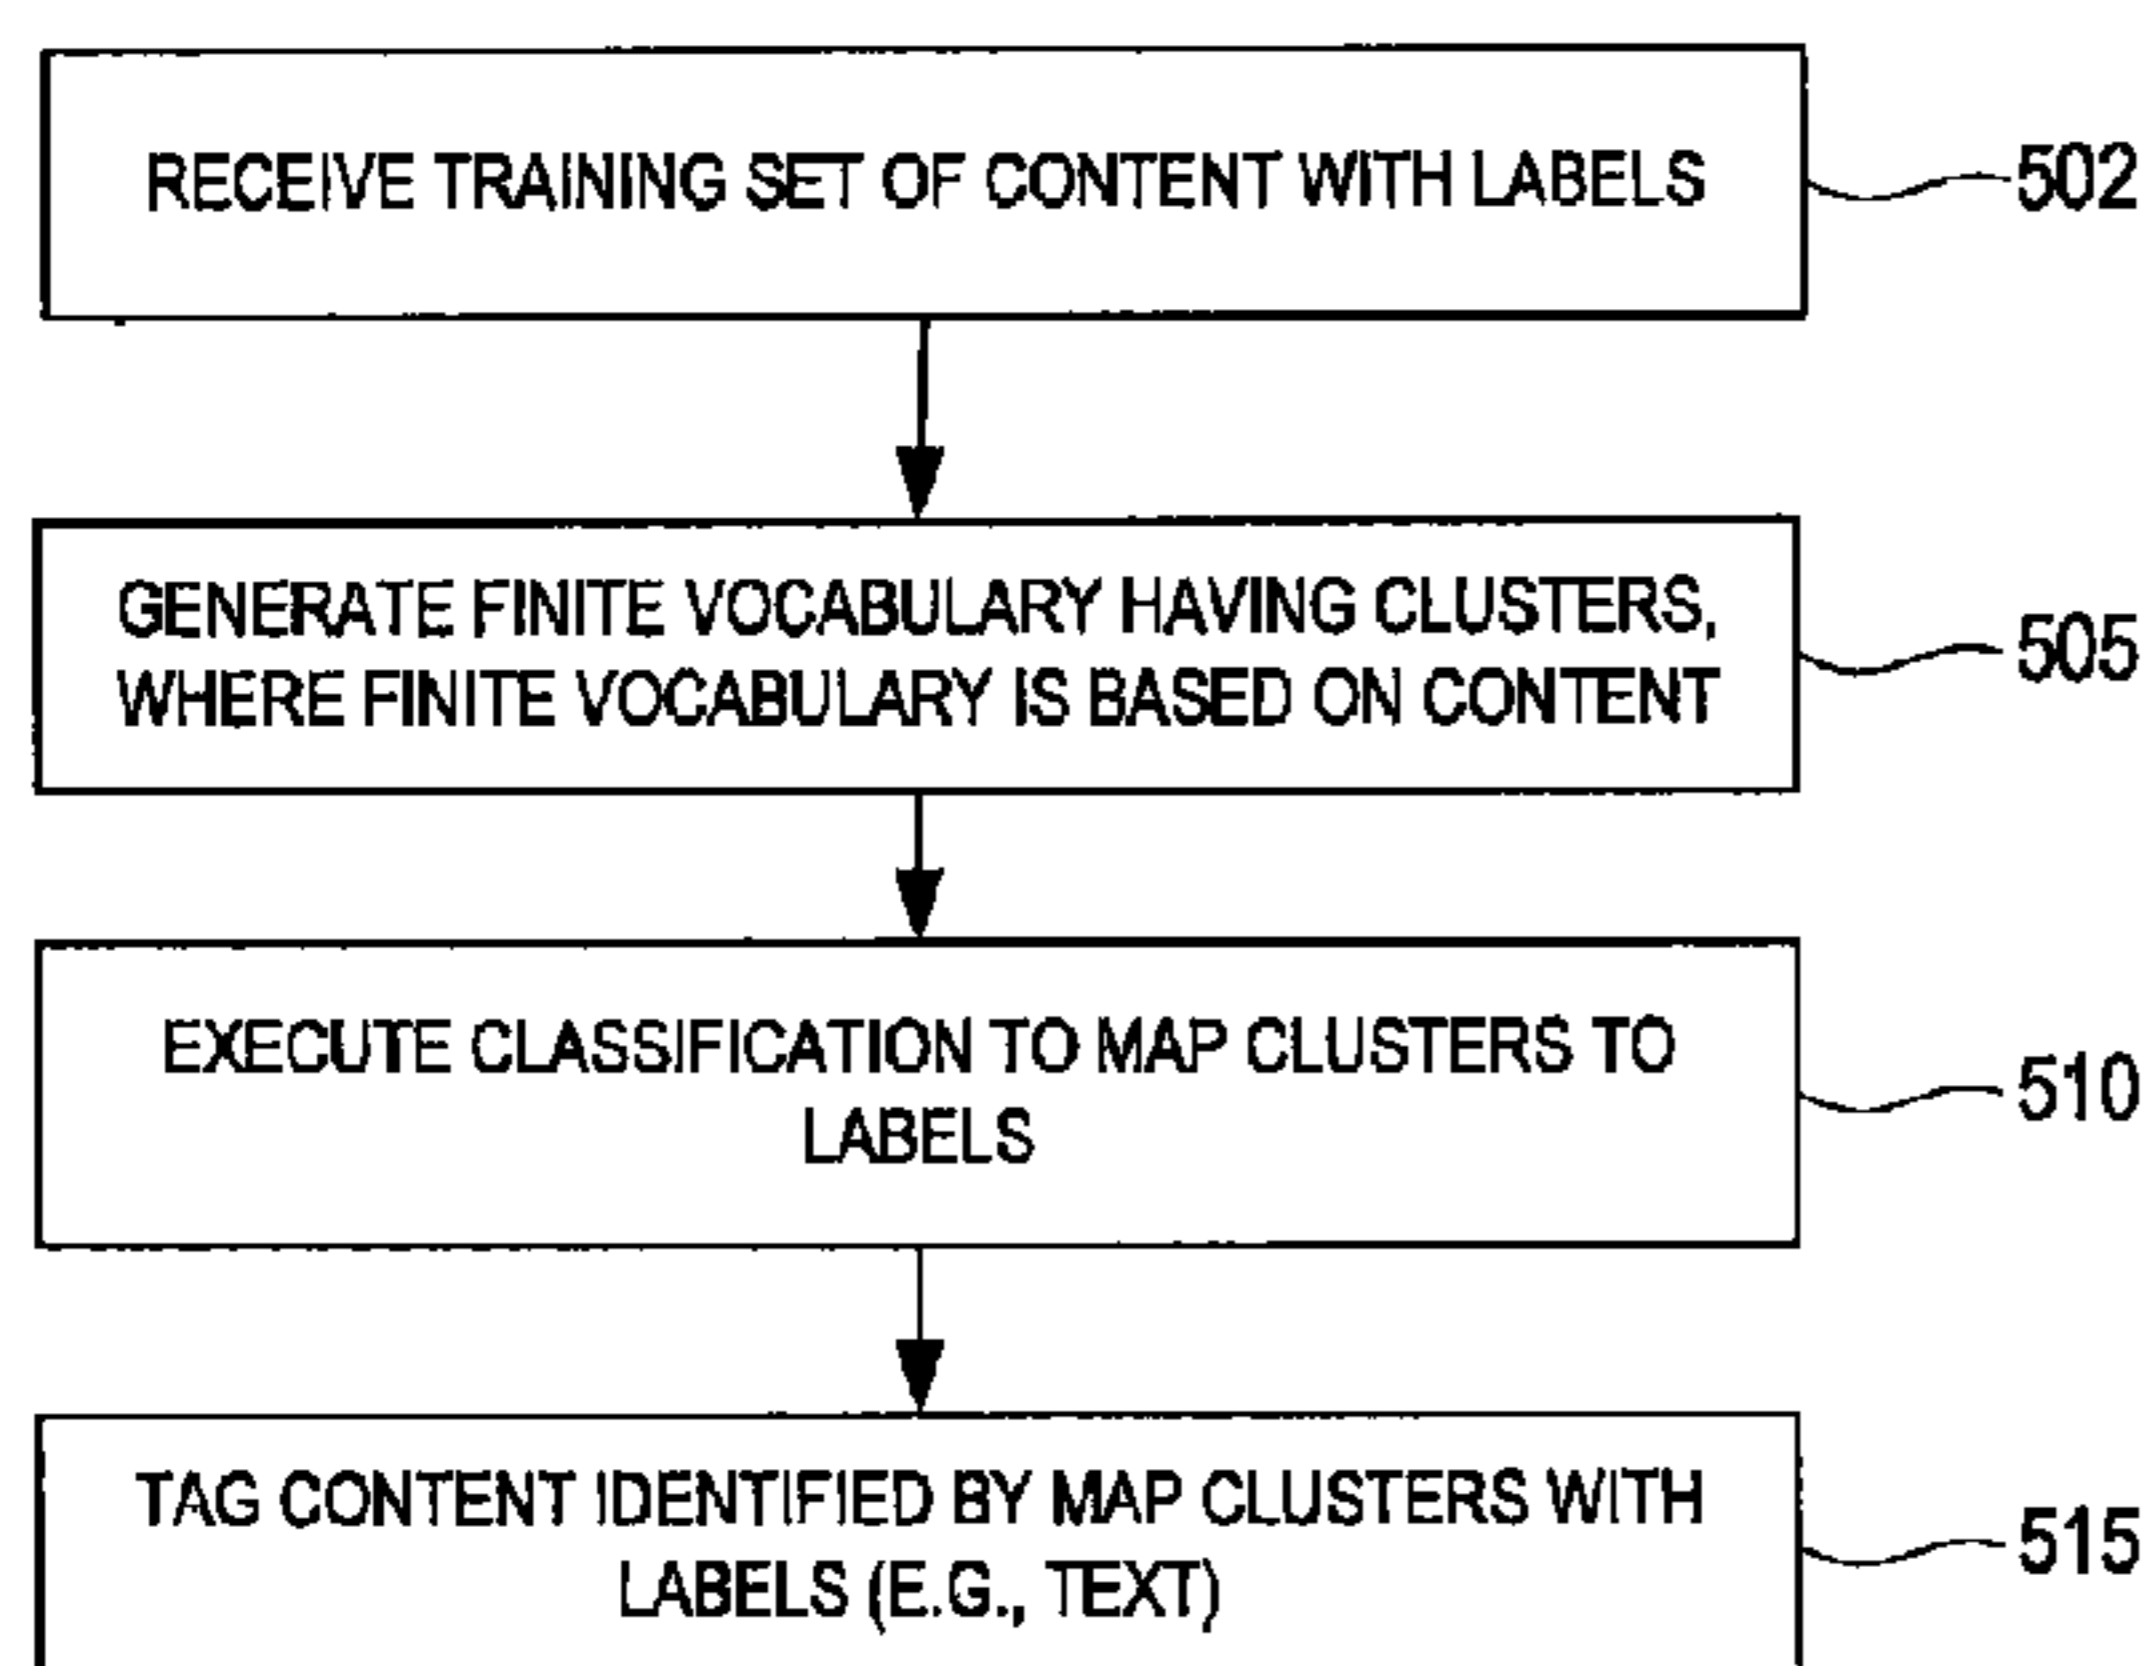 RECEIVE TRAINING SET OF CONTENT WITH LABELS
502
GENERATE FINITE VOCABULARY HAVING CLUSTERS,
WHERE FINITE VOCABULARY IS BASED ON CONTENT
505
EXECUTE CLASSIFICATION TO MAP CLUSTERS TO
LABELS
510
TAG CONTENT IDENTIFIED BY MAP CLUSTERS WITH
LABELS (E.G., TEXT)
515